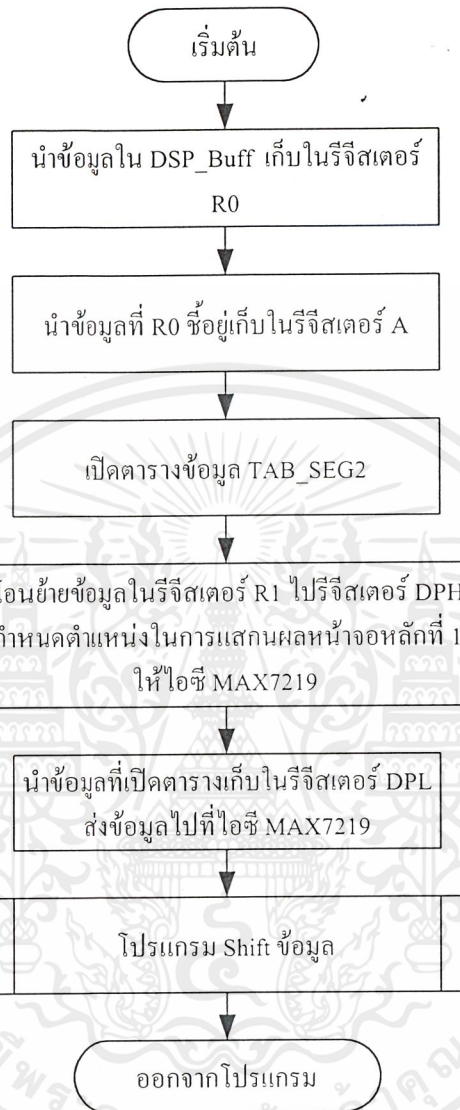 เริ่มต้น
นำข้อมูลใน DSP_Buff เก็บในรีจีสเตอร์
R0
นำข้อมูลที่ R0 ชี้อยู่เก็บในรีจีสเตอร์ A
เปิดตารางข้อมูล TAB_SEG2
โอนย้ายข้อมูลในรีจีสเตอร์ R1 ไปรีจีสเตอร์ DPH
กำหนดตำแหน่งในการแสกนผลหน้าจอหลักที่ 1
ให้ไอซี MAX7219
นำข้อมูลที่เปิดตารางเก็บในรีจีสเตอร์ DPL
ส่งข้อมูลไปที่ไอซี MAX7219
โปรแกรม Shift ข้อมูล
ออกจากโปรแกรม